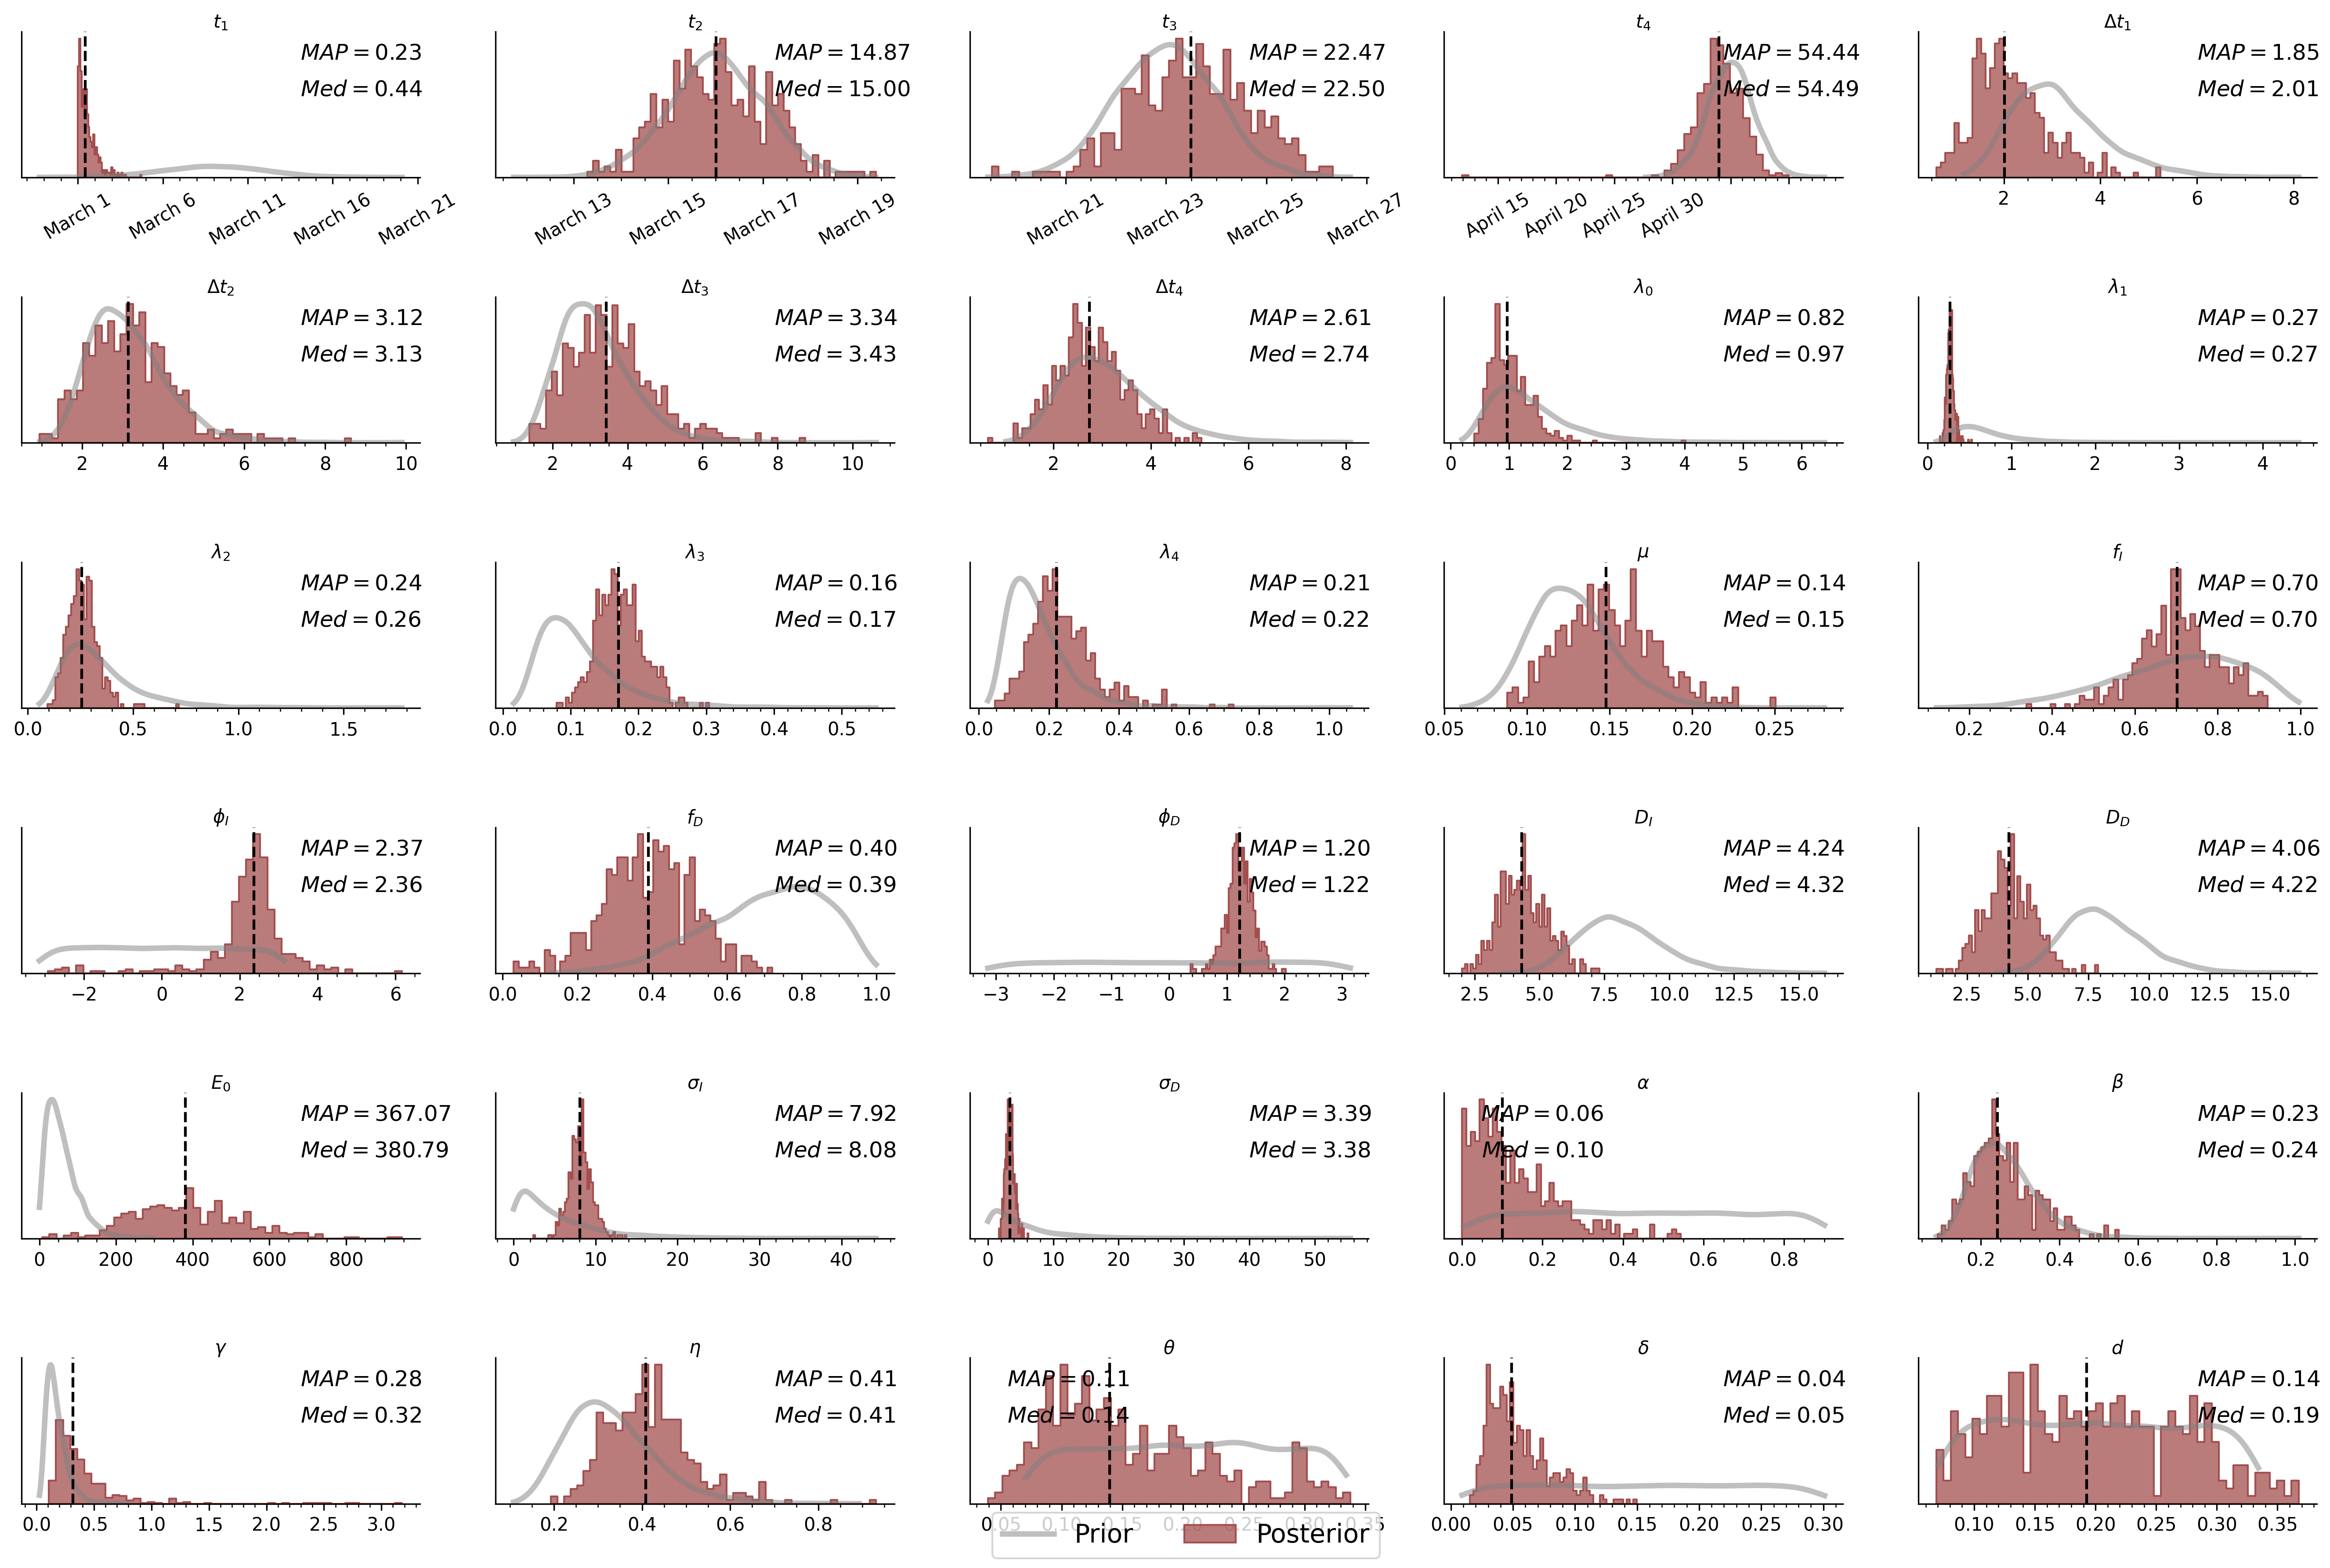 t₁
MAP = 0.23
Med = 0.44
March 1 March 6 March 11 March 16 March 21
t₂
MAP = 14.87
Med = 15.00
March 13 March 15 March 17 March 19
t₃
MAP = 22.47
Med = 22.50
March 21 March 23 March 25 March 27
t₄
MAP = 54.44
Med = 54.49
April 15 April 20 April 25 April 30
Δt₁
MAP = 1.85
Med = 2.01
2 4 6 8
Δt₂
MAP = 3.12
Med = 3.13
2 4 6 8 10
Δt₃
MAP = 3.34
Med = 3.43
2 4 6 8 10
Δt₄
MAP = 2.61
Med = 2.74
2 4 6 8
λ₀
MAP = 0.82
Med = 0.97
0 1 2 3 4 5 6
λ₁
MAP = 0.27
Med = 0.27
0 1 2 3 4
λ₂
MAP = 0.24
Med = 0.26
0.0 0.5 1.0 1.5
λ₃
MAP = 0.16
Med = 0.17
0.0 0.1 0.2 0.3 0.4 0.5
λ₄
MAP = 0.21
Med = 0.22
0.0 0.2 0.4 0.6 0.8 1.0
μ
MAP = 0.14
Med = 0.15
0.05 0.10 0.15 0.20 0.25
f_I
MAP = 0.70
Med = 0.70
0.2 0.4 0.6 0.8 1.0
ϕ_I
MAP = 2.37
Med = 2.36
−2 0 2 4 6
f_D
MAP = 0.40
Med = 0.39
0.0 0.2 0.4 0.6 0.8 1.0
ϕ_D
MAP = 1.20
Med = 1.22
−3 −2 −1 0 1 2 3
D_I
MAP = 4.24
Med = 4.32
2.5 5.0 7.5 10.0 12.5 15.0
D_D
MAP = 4.06
Med = 4.22
2.5 5.0 7.5 10.0 12.5 15.0
E₀
MAP = 367.07
Med = 380.79
0 200 400 600 800
σ_I
MAP = 7.92
Med = 8.08
0 10 20 30 40
σ_D
MAP = 3.39
Med = 3.38
0 10 20 30 40 50
α
MAP = 0.06
Med = 0.10
0.0 0.2 0.4 0.6 0.8
β
MAP = 0.23
Med = 0.24
0.2 0.4 0.6 0.8 1.0
γ
MAP = 0.28
Med = 0.32
0.0 0.5 1.0 1.5 2.0 2.5 3.0
η
MAP = 0.41
Med = 0.41
0.2 0.4 0.6 0.8
θ
MAP = 0.11
Med = 0.14
0.05 0.10 0.15 0.20 0.25 0.30 0.35
δ
MAP = 0.04
Med = 0.05
0.00 0.05 0.10 0.15 0.20 0.25 0.30
d
MAP = 0.14
Med = 0.19
0.10 0.15 0.20 0.25 0.30 0.35
Prior Posterior